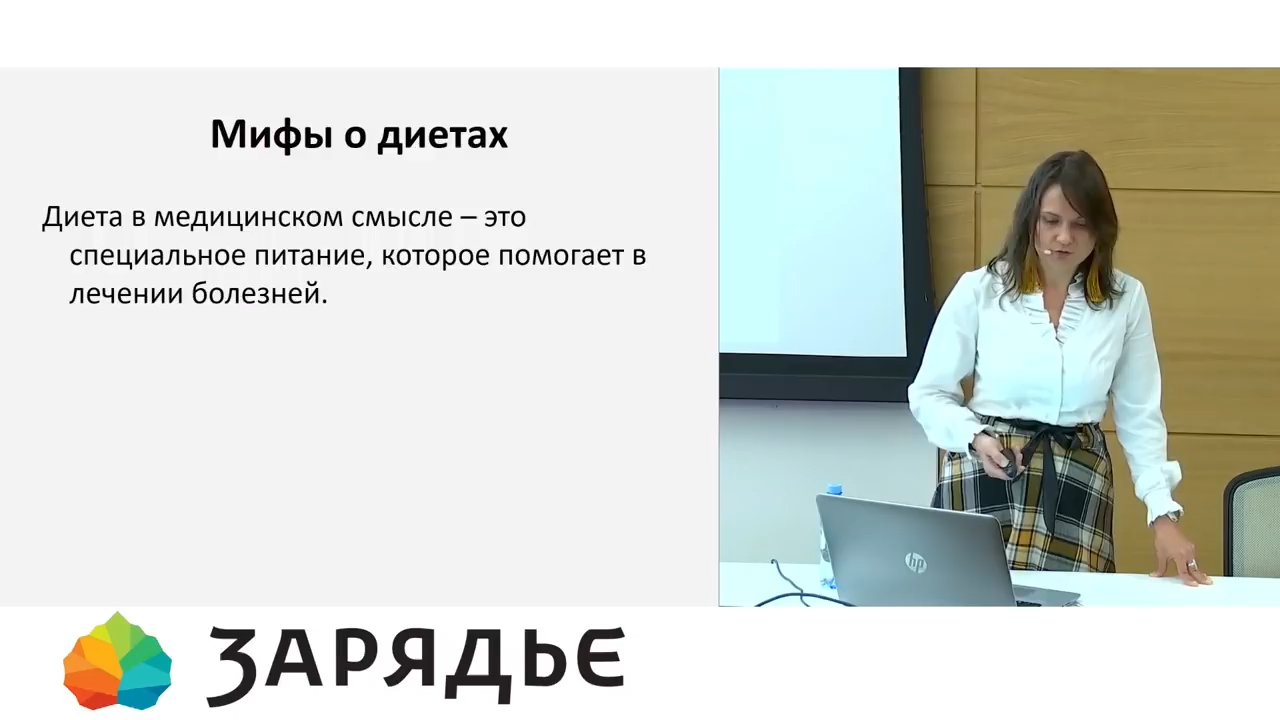 Мифы о диетах
Диета в медицинском смысле – это
специальное питание, которое помогает в
лечении болезней.
hp
ЗАРЯДЬЕ